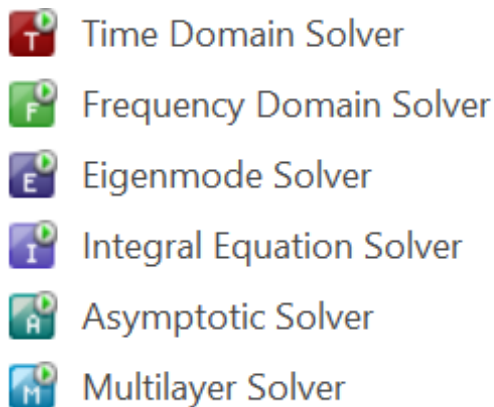 T Time Domain Solver
F Frequency Domain Solver
E Eigenmode Solver
I Integral Equation Solver
A Asymptotic Solver
M Multilayer Solver